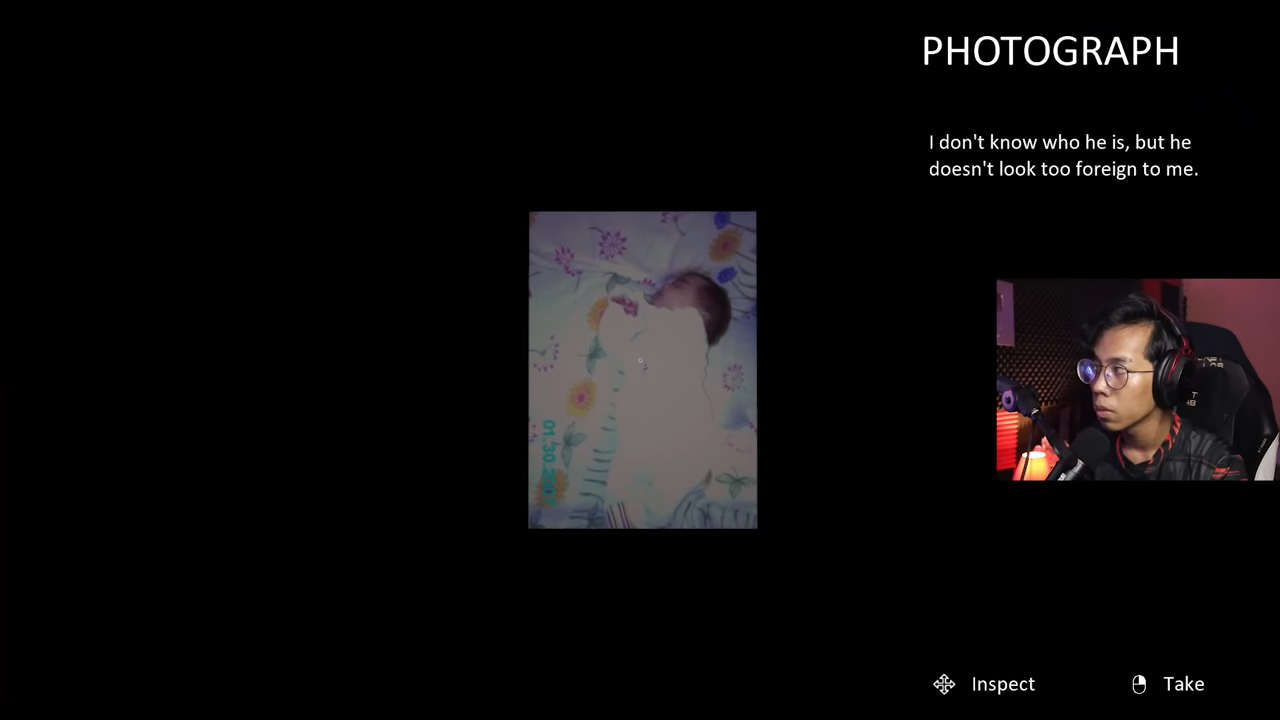 PHOTOGRAPH
I don't know who he is, but he
doesn't look too foreign to me.
Inspect
Take